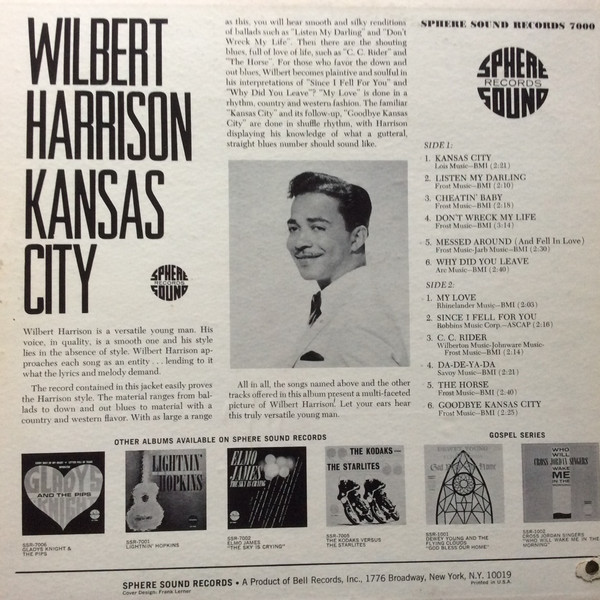 WILBERT
HARRISON
KANSAS
CITY
SPHERE
RECORDS
SOUND
Wilbert Harrison is a versatile young man. His
voice, in quality, is a smooth one and his style
lies in the absence of style. Wilbert Harrison ap-
proaches each song as an entity . . . lending to it
what the lyrics and melody demand.
The record contained in this jacket easily proves
the Harrison style. The material ranges from bal-
lads to down and out blues to material with a
country and western flavor. With as large a range
as this, you will hear smooth and silky renditions
of ballads such as "Listen My Darling" and "Don't
Wreck My Life". Then there are the shouting
blues, full of love of life, such as "C. C. Rider" and
"The Horse". For those who favor the down and
out blues, Wilbert becomes plaintive and soulful in
his interpretations of "Since I Fell For You" and
"Why Did You Leave"? "My Love" is done in a
rhythm, country and western fashion. The familiar
"Kansas City" and its follow-up, "Goodbye Kansas
City" are done in shuffle rhythm, with Harrison
displaying his knowledge of what a gutteral,
straight blues number should sound like.
All in all, the songs named above and the other
tracks offered in this album present a multi-faceted
picture of Wilbert Harrison. Let your ears hear
this truly versatile young man.
SPHERE SOUND RECORDS 7000
SPHERE
RECORDS
SOUND
SIDE 1:
1. KANSAS CITY
Lois Music—BMI (2:21)
2. LISTEN MY DARLING
Frost Music—BMI (2:10)
3. CHEATIN' BABY
Frost Music—BMI (2:18)
4. DON'T WRECK MY LIFE
Frost Music—BMI (3:14)
5. MESSED AROUND (And Fell In Love)
Frost Music-Jarb Music—BMI (2:30)
6. WHY DID YOU LEAVE
Arc Music—BMI (2:40)
SIDE 2:
1. MY LOVE
Rhinelander Music—BMI (2:05)
2. SINCE I FELL FOR YOU
Robbins Music Corp.—ASCAP (2:16)
3. C. C. RIDER
Wilberton Music-Johnware Music-
Frost Music—BMI (2:14)
4. DA-DE-YA-DA
Savoy Music—BMI (2:21)
5. THE HORSE
Frost Music—BMI (2:40)
6. GOODBYE KANSAS CITY
Frost Music—BMI (2:25)
OTHER ALBUMS AVAILABLE ON SPHERE SOUND RECORDS
GOSPEL SERIES
GLADYS
AND THE PIPS
KNIGHT
LIGHTNIN'
HOPKINS
ELMO
JAMES
THE SKY IS CRYING
THE KODAKS
THE STARLITES
WHO
WILL
CROSS JORDAN SINGERS
WAKE
ME
IN THE
SSR-7006
GLADYS KNIGHT &
THE PIPS
SSR-7001
LIGHTNIN' HOPKINS
SSR-7002
ELMO JAMES
"THE SKY IS CRYING"
SSR-7005
THE KODAKS VERSUS
THE STARLITES
SSR-1001
DEWEY YOUNG AND THE
FLYING CLOUDS
"GOD BLESS OUR HOME"
SSR-1002
CROSS JORDAN SINGERS
"WHO WILL WAKE ME IN THE
MORNING"
SPHERE SOUND RECORDS • A Product of Bell Records, Inc., 1776 Broadway, New York, N.Y. 10019
Cover Design: Frank Lerner
Printed in U.S.A.